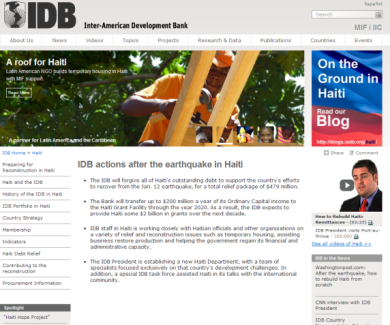 Español
IDB
Inter-American Development Bank
Search
MIF | IIC
About Us
News
Videos
Topics
Projects
Research & Data
Publications
Countries
Events
A roof for Haiti
Latin American NGO builds temporary housing in Haiti
with MIF support
Read More
A partner for Latin America and the Caribbean
On the
Ground in
Haiti
Read our
Blog
http://blogs.iadb.org/haiti
IDB Home > Haiti
Share
Comment
Preparing for
Reconstruction in Haiti
Haiti and the IDB
History of the IDB in Haiti
IDB Portfolio in Haiti
Country Strategy
Membership
Indicators
Haiti Debt Relief
Contributing to the
reconstruction
Procurement Information
Spotlight
"Haiti Hope Project"
IDB actions after the earthquake in Haiti
The IDB will forgive all of Haiti's outstanding debt to support the country's efforts
to recover from the Jan. 12 earthquake, for a total relief package of $479 million.
The Bank will transfer up to $200 million a year of its Ordinary Capital income to
the Haiti Grant Facility through the year 2020. As a result, the IDB expects to
provide Haiti some $2 billion in grants over the next decade.
IDB staff in Haiti is working closely with Haitian officials and other organizations on
a variety of relief and reconstruction issues such as temporary housing, assisting
business restore production and helping the government regain its financial and
administrative capacity.
The IDB President is establishing a new Haiti Department, with a team of
specialists focused exclusively on that country's development challenges. In
addition, a special IDB task force assisted Haiti in its talks with the international
community.
How to Rebuild Haiti:
Remittances
IDB President visits Port-au-
Prince
See all videos of Haiti >>
IDB in the News
Washingtonpost.com:
After the earthquake, how
to rebuild Haiti from
scratch
CNN interview with IDB
President
IDB Country